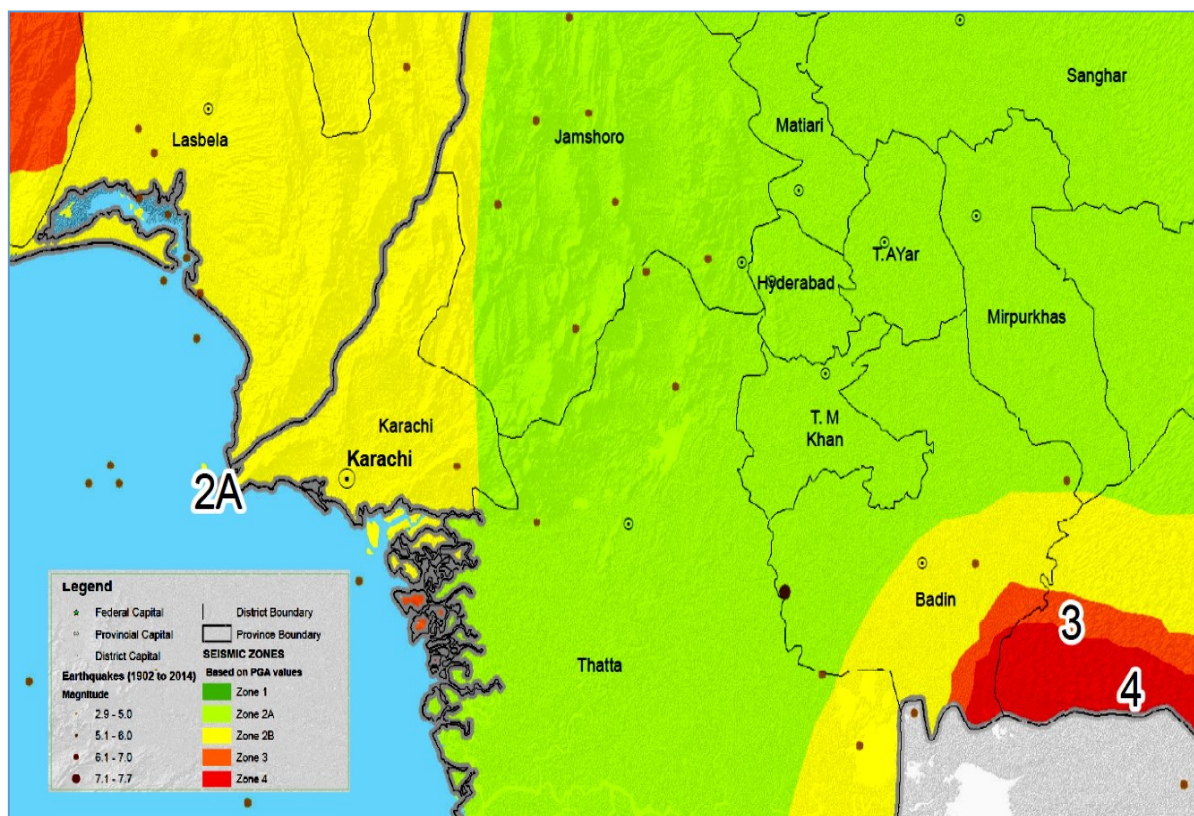 Sanghar
Lasbela
Jamshoro
Matiari
T.AYar
Hyderabad
Mirpurkhas
Karachi
T. M
Khan
Karachi
2A
Badin
3
Thatta
4
Legend
Federal Capital
Provincial Capital
District Capital
Earthquakes (1902 to 2014)
Magnitude
2.9 - 5.0
5.1 - 6.0
6.1 - 7.0
7.1 - 7.7
District Boundary
Province Boundary
SEISMIC ZONES
Based on PGA values
Zone 1
Zone 2A
Zone 2B
Zone 3
Zone 4